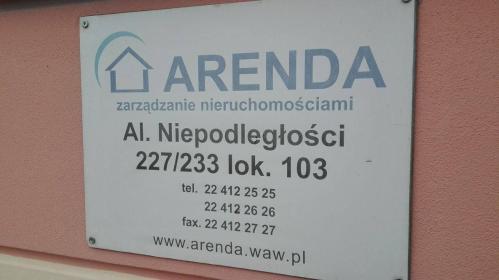 ARENDA
zarządzanie nieruchomościami
Al. Niepodległości
227/233 lok. 103
tel. 22 412 25 25
22 412 26 26
fax. 22 412 27 27
www.arenda.waw.pl